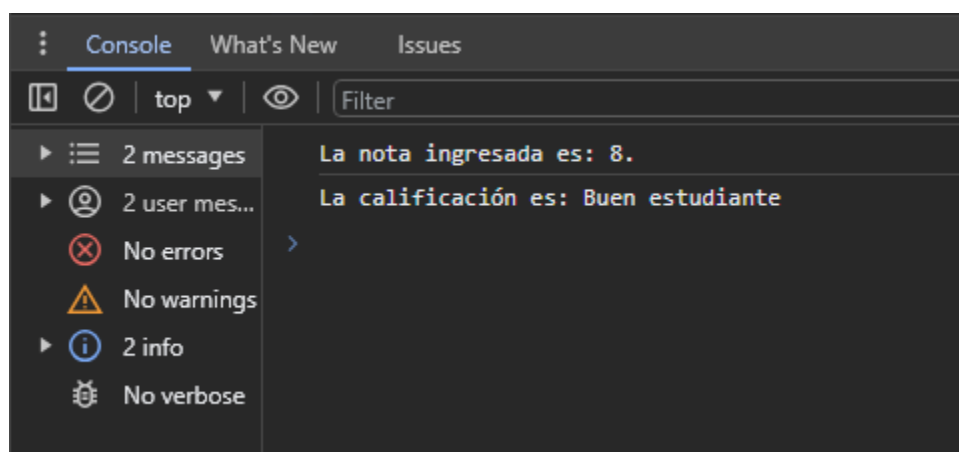 Console What's New Issues
top Filter
2 messages
2 user mes...
No errors
No warnings
2 info
No verbose
La nota ingresada es: 8.
La calificación es: Buen estudiante
>